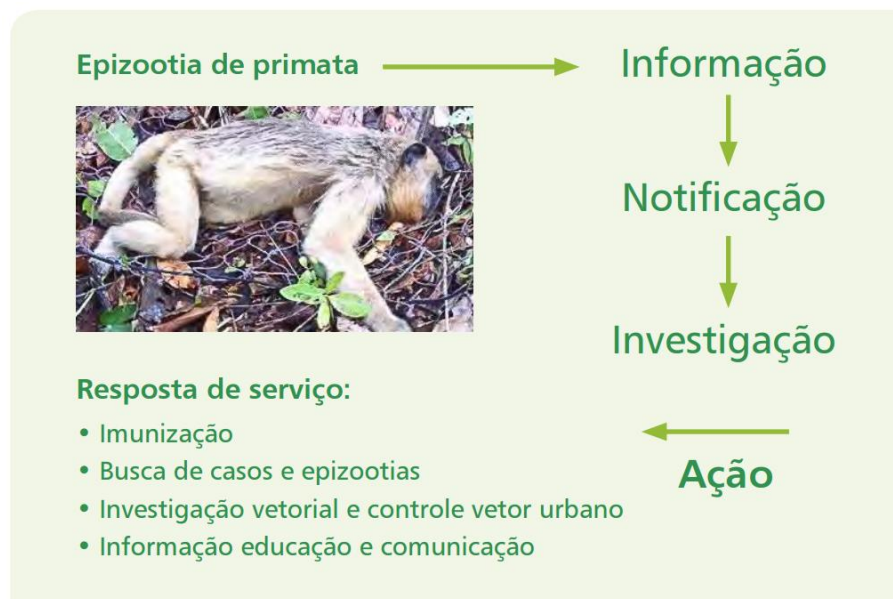 Epizootia de primata
Informação
Notificação
Investigação
Ação
Resposta de serviço:
• Imunização
• Busca de casos e epizootias
• Investigação vetorial e controle vetor urbano
• Informação educação e comunicação